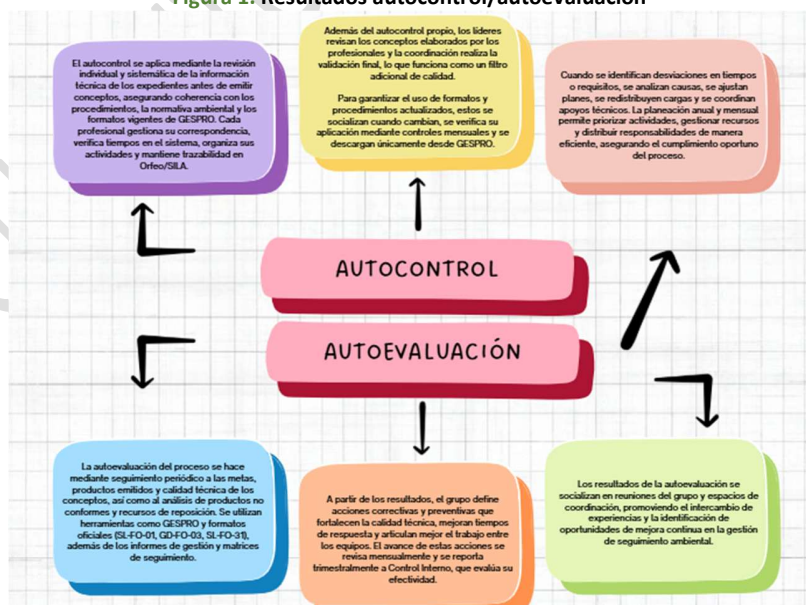 Figura 1. Resultados autocontrol/autoevaluación
El autocontrol se aplica mediante la revisión
individual y sistemática de la información
técnica de los expedientes antes de emitir
conceptos, asegurando coherencia con los
procedimientos, la normativa ambiental y los
formatos vigentes de GESPRO. Cada
profesional gestiona su correspondencia,
verifica tiempos en el sistema, organiza sus
actividades y mantiene trazabilidad en
Orfeo/SILA.
Además del autocontrol propio, los líderes
revisan los conceptos elaborados por los
profesionales y la coordinación realiza la
validación final, lo que funciona como un filtro
adicional de calidad.
Para garantizar el uso de formatos y
procedimientos actualizados, estos se
socializan cuando cambian, se verifica su
aplicación mediante controles mensuales y se
descargan únicamente desde GESPRO.
Cuando se identifican desviaciones en tiempos
o requisitos, se analizan causas, se ajustan
planes, se redistribuyen cargas y se coordinan
apoyos técnicos. La planeación anual y mensual
permite priorizar actividades, gestionar recursos
y distribuir responsabilidades de manera
eficiente, asegurando el cumplimiento oportuno
del proceso.
AUTOCONTROL
AUTOEVALUACIÓN
La autoevaluación del proceso se hace
mediante seguimiento periódico a las metas,
productos emitidos y calidad técnica de los
conceptos, así como al análisis de productos no
conformes y recursos de reposición. Se utilizan
herramientas como GESPRO y formatos
oficiales (SL-FO-01, GD-FO-03, SL-FO-31),
además de los informes de gestión y matrices
de seguimiento.
A partir de los resultados, el grupo define
acciones correctivas y preventivas que
fortalecen la calidad técnica, mejoran tiempos
de respuesta y articulan mejor el trabajo entre
los equipos. El avance de estas acciones se
revisa mensualmente y se reporta
trimestralmente a Control Interno, que evalúa su
efectividad.
Los resultados de la autoevaluación se
socializan en reuniones del grupo y espacios de
coordinación, promoviendo el intercambio de
experiencias y la identificación de
oportunidades de mejora continua en la gestión
de seguimiento ambiental.